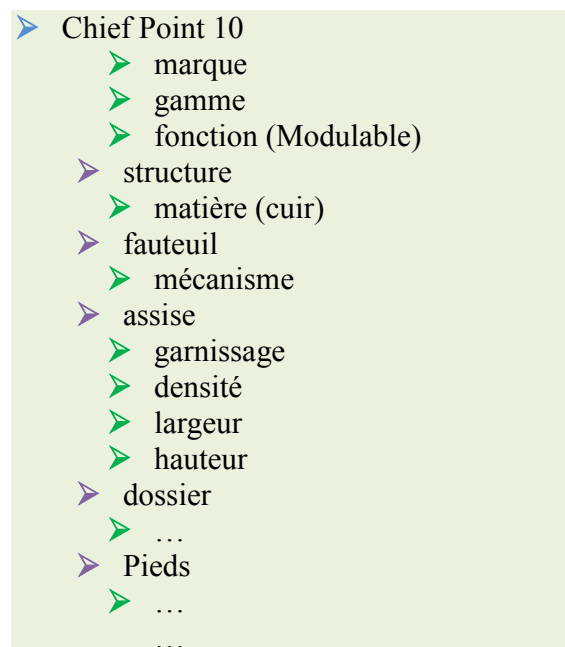 Chief Point 10
marque
gamme
fonction (Modulable)
structure
matière (cuir)
fauteuil
mécanisme
assise
garnissage
densité
largeur
hauteur
dossier
…
Pieds
…
…